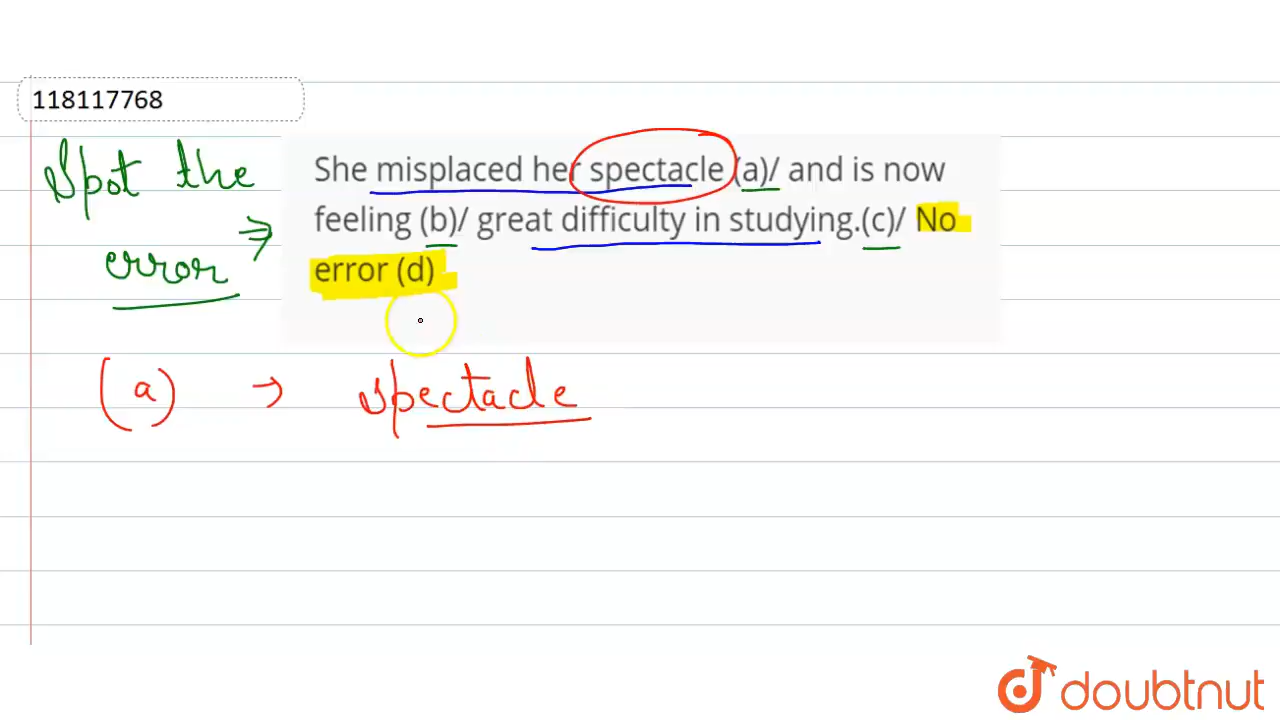 118117768
Spot the
error ⇒
She misplaced her spectacle (a)/ and is now
feeling (b)/ great difficulty in studying.(c)/ No
error (d)
(a) → Spectacle
doubtnut